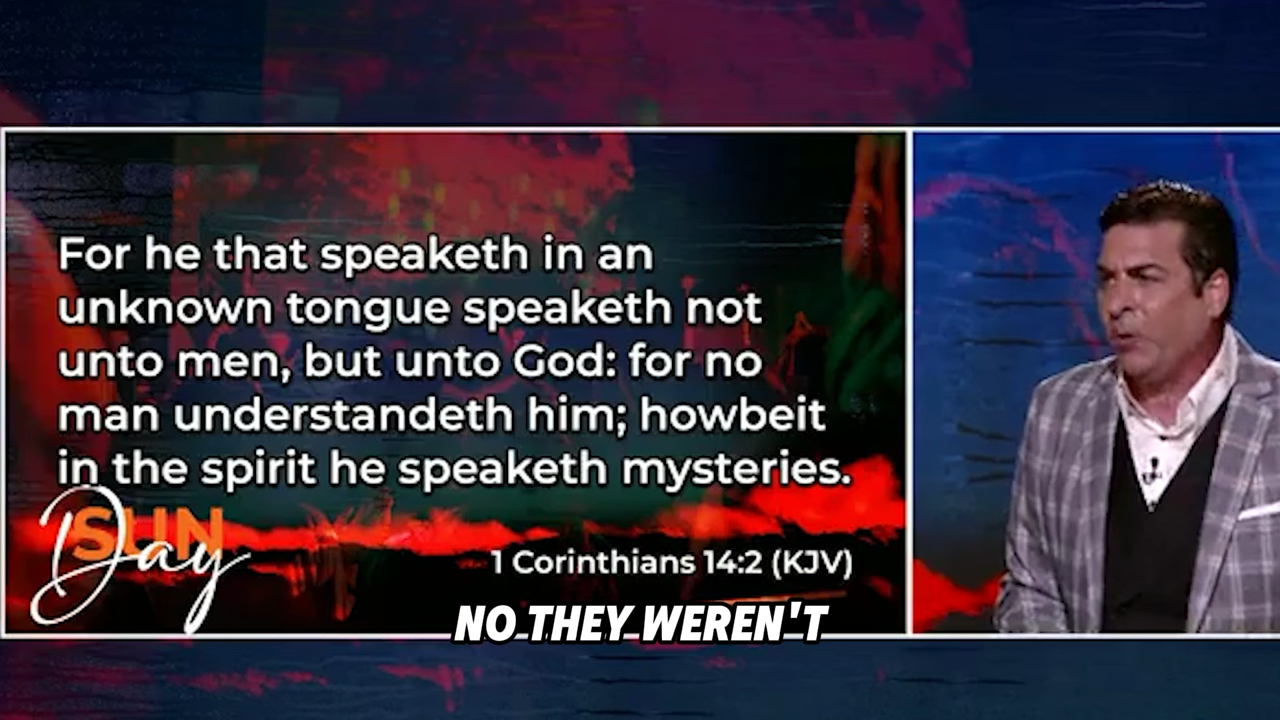 For he that speaketh in an
unknown tongue speaketh not
unto men, but unto God: for no
man understandeth him; howbeit
in the spirit he speaketh mysteries.
SUN
Day
1 Corinthians 14:2 (KJV)
NO THEY WEREN'T